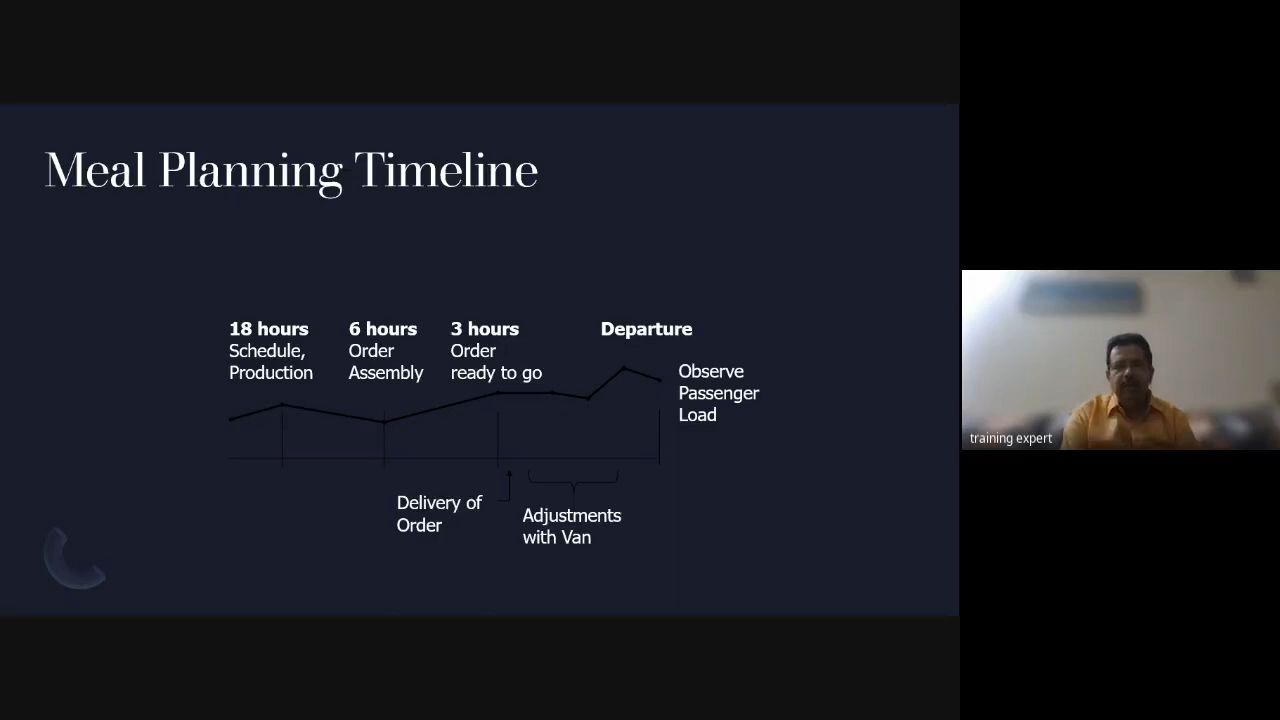 Meal Planning Timeline
18 hours
Schedule,
Production
6 hours
Order
Assembly
3 hours
Order
ready to go
Departure
Observe
Passenger
Load
Delivery of
Order
Adjustments
with Van
training expert